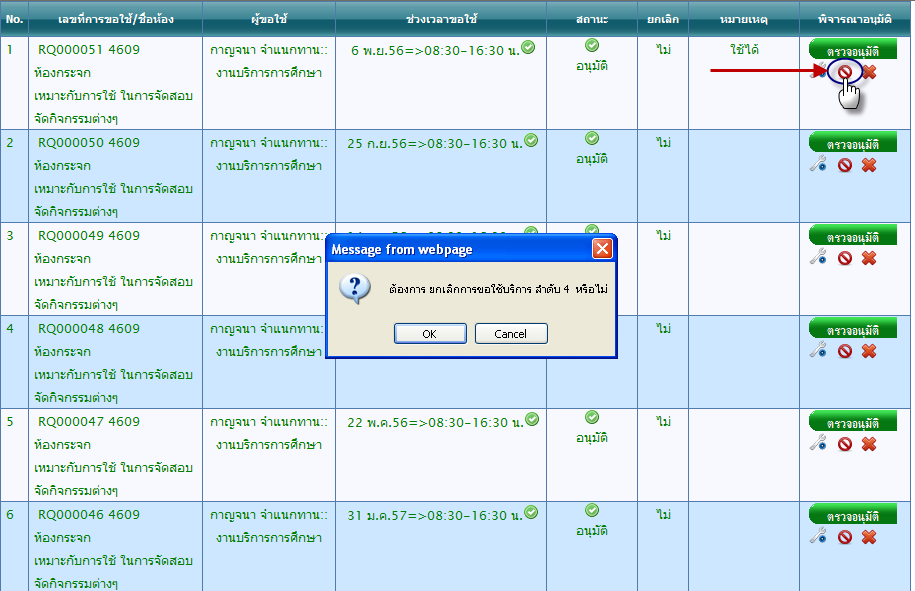 No. เลขที่การขอใช้/ชื่อห้อง ผู้ขอใช้ ช่วงเวลาขอใช้ สถานะ ยกเลิก หมายเหตุ พิจารณาอนุมัติ
1 RQ000051 4609 กาญจนา จำแนกทาน:: 6 พ.ย.56=>08:30-16:30 น. ไม่ ใช้ได้ ตรวจอนุมัติ
ห้องกระจก งานบริการการศึกษา อนุมัติ
เหมาะกับการใช้ ในการจัดสอบ
จัดกิจกรรมต่างๆ
2 RQ000050 4609 กาญจนา จำแนกทาน:: 25 ก.ย.56=>08:30-16:30 น. ไม่ ตรวจอนุมัติ
ห้องกระจก งานบริการการศึกษา อนุมัติ
เหมาะกับการใช้ ในการจัดสอบ
จัดกิจกรรมต่างๆ
3 RQ000049 4609 กาญจนา จำแนกทาน:: ไม่ ตรวจอนุมัติ
ห้องกระจก งานบริการการศึกษา
เหมาะกับการใช้ ในการจัดสอบ
จัดกิจกรรมต่างๆ
Message from webpage
ต้องการ ยกเลิกการขอใช้บริการ ลำดับ 4 หรือไม่
OK Cancel
4 RQ000048 4609 กาญจนา จำแนกทาน:: ไม่ ตรวจอนุมัติ
ห้องกระจก งานบริการการศึกษา
เหมาะกับการใช้ ในการจัดสอบ
จัดกิจกรรมต่างๆ
5 RQ000047 4609 กาญจนา จำแนกทาน:: 22 พ.ค.56=>08:30-16:30 น. ไม่ ตรวจอนุมัติ
ห้องกระจก งานบริการการศึกษา อนุมัติ
เหมาะกับการใช้ ในการจัดสอบ
จัดกิจกรรมต่างๆ
6 RQ000046 4609 กาญจนา จำแนกทาน:: 31 ม.ค.57=>08:30-16:30 น. ไม่ ตรวจอนุมัติ
ห้องกระจก งานบริการการศึกษา อนุมัติ
เหมาะกับการใช้ ในการจัดสอบ
จัดกิจกรรมต่างๆ